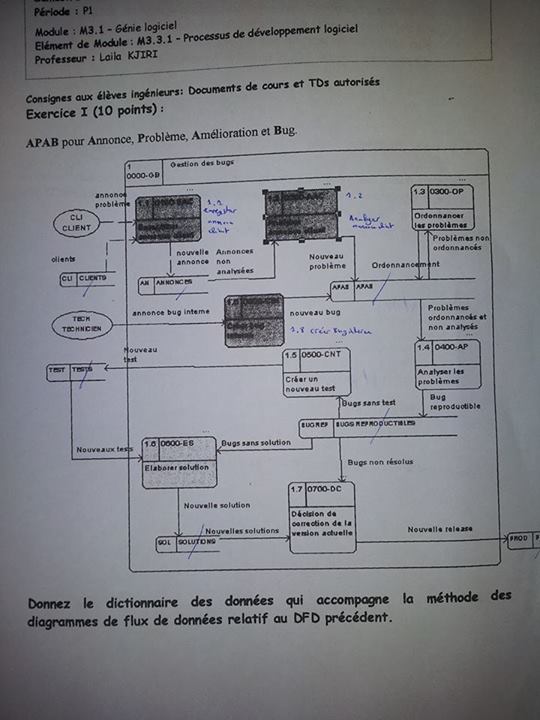 Période : P1
Module : M3.1 - Génie logiciel
Elément de Module : M3.3.1 - Processus de développement logiciel
Professeur : Laila KJIRI
Consignes aux élèves ingénieurs: Documents de cours et TDs autorisés
Exercice I (10 points) :
APAB pour Annonce, Problème, Amélioration et Bug.
1
0000-GB
Gestion des bugs
annonce
problème
CLI
CLIENT
1.1
1.1
enregistrer
annonce
client
1.2
Analyser
annonce client
1.3 0300-OP
Ordonnancer
les problèmes
clients
CLI CLIENTS
nouvelle
annonce
Annonces
non
analysées
Nouveau
problème
Problèmes non
ordonnancés
Ordonnancement
AN ANNONCES
APAB APAB
TECH
TECHNICIEN
annonce bug interne
nouveau bug
1.8 créer Bug interne
Problèmes
ordonnancés et
non analysés
Nouveau
test
1.5 0500-CNT
Créer un
nouveau test
1.4 0400-AP
Analyser les
problèmes
TEST TESTS
Bugs sans test
Bug
reproductible
BUGREP BUGS REPRODUCTIBLES
Nouveaux tests
1.6 0600-ES
Elaborer solution
Bugs sans solution
Bugs non résolus
1.7 0700-DC
Décision de
correction de la
version actuelle
Nouvelle solution
Nouvelles solutions
SOL SOLUTIONS
Nouvelle release
PROD P
Donnez le dictionnaire des données qui accompagne la méthode des
diagrammes de flux de données relatif au DFD précédent.